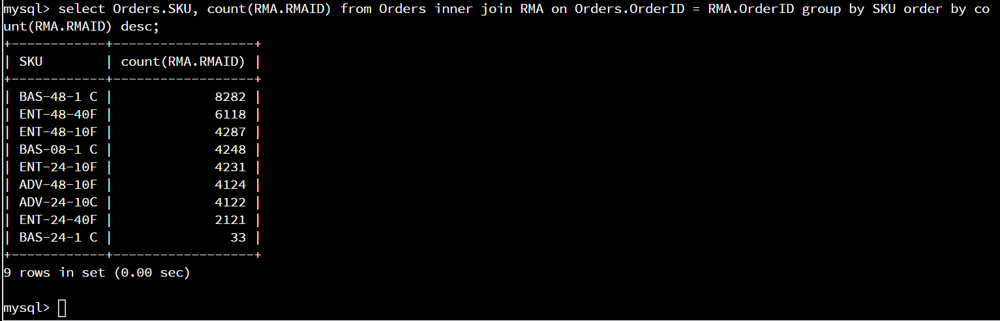 mysql> select Orders.SKU, count(RMA.RMAID) from Orders inner join RMA on Orders.OrderID = RMA.OrderID group by SKU order by co
unt(RMA.RMAID) desc;
+------------+------------------+
| SKU        | count(RMA.RMAID) |
+------------+------------------+
| BAS-48-1 C |             8282 |
| ENT-48-40F |             6118 |
| ENT-48-10F |             4287 |
| BAS-08-1 C |             4248 |
| ENT-24-10F |             4231 |
| ADV-48-10F |             4124 |
| ADV-24-10C |             4122 |
| ENT-24-40F |             2121 |
| BAS-24-1 C |               33 |
+------------+------------------+
9 rows in set (0.00 sec)

mysql>